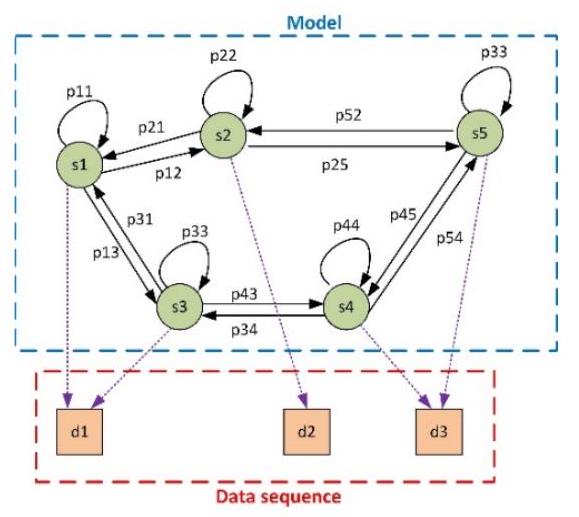 Model
p22
p33
p11
p21
s2
p52
s5
s1
p12
p25
p31
p33
p44
p45
p13
p54
s3
p43
s4
p34
d1
d2
d3
Data sequence